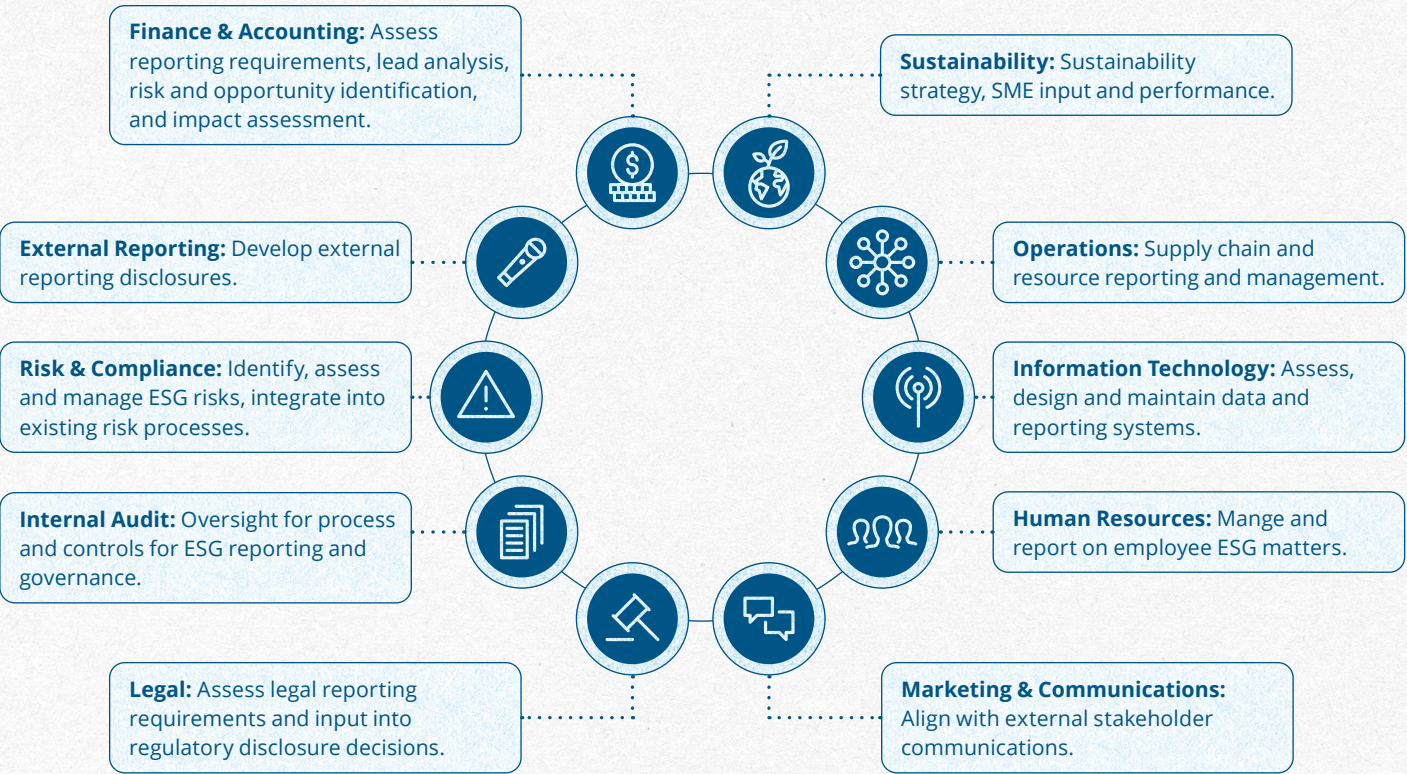 Finance & Accounting: Assess
reporting requirements, lead analysis,
risk and opportunity identification,
and impact assessment.
Sustainability: Sustainability
strategy, SME input and performance.
External Reporting: Develop external
reporting disclosures.
Operations: Supply chain and
resource reporting and management.
Risk & Compliance: Identify, assess
and manage ESG risks, integrate into
existing risk processes.
Information Technology: Assess,
design and maintain data and
reporting systems.
Internal Audit: Oversight for process
and controls for ESG reporting and
governance.
Human Resources: Mange and
report on employee ESG matters.
Legal: Assess legal reporting
requirements and input into
regulatory disclosure decisions.
Marketing & Communications:
Align with external stakeholder
communications.